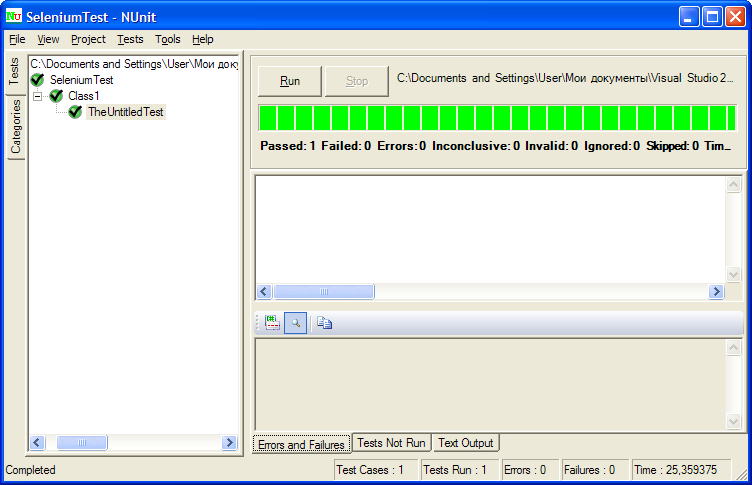 SeleniumTest - NUnit
File View Project Tests Tools Help
Tests
Categories
C:\Documents and Settings\User\Мои доку
SeleniumTest
Class1
TheUntitledTest
Run
Stop
C:\Documents and Settings\User\Мои документы\Visual Studio 2...
Passed: 1 Failed: 0 Errors: 0 Inconclusive: 0 Invalid: 0 Ignored: 0 Skipped: 0 Tim...
Errors and Failures
Tests Not Run
Text Output
Completed
Test Cases : 1
Tests Run : 1
Errors : 0
Failures : 0
Time : 25,359375